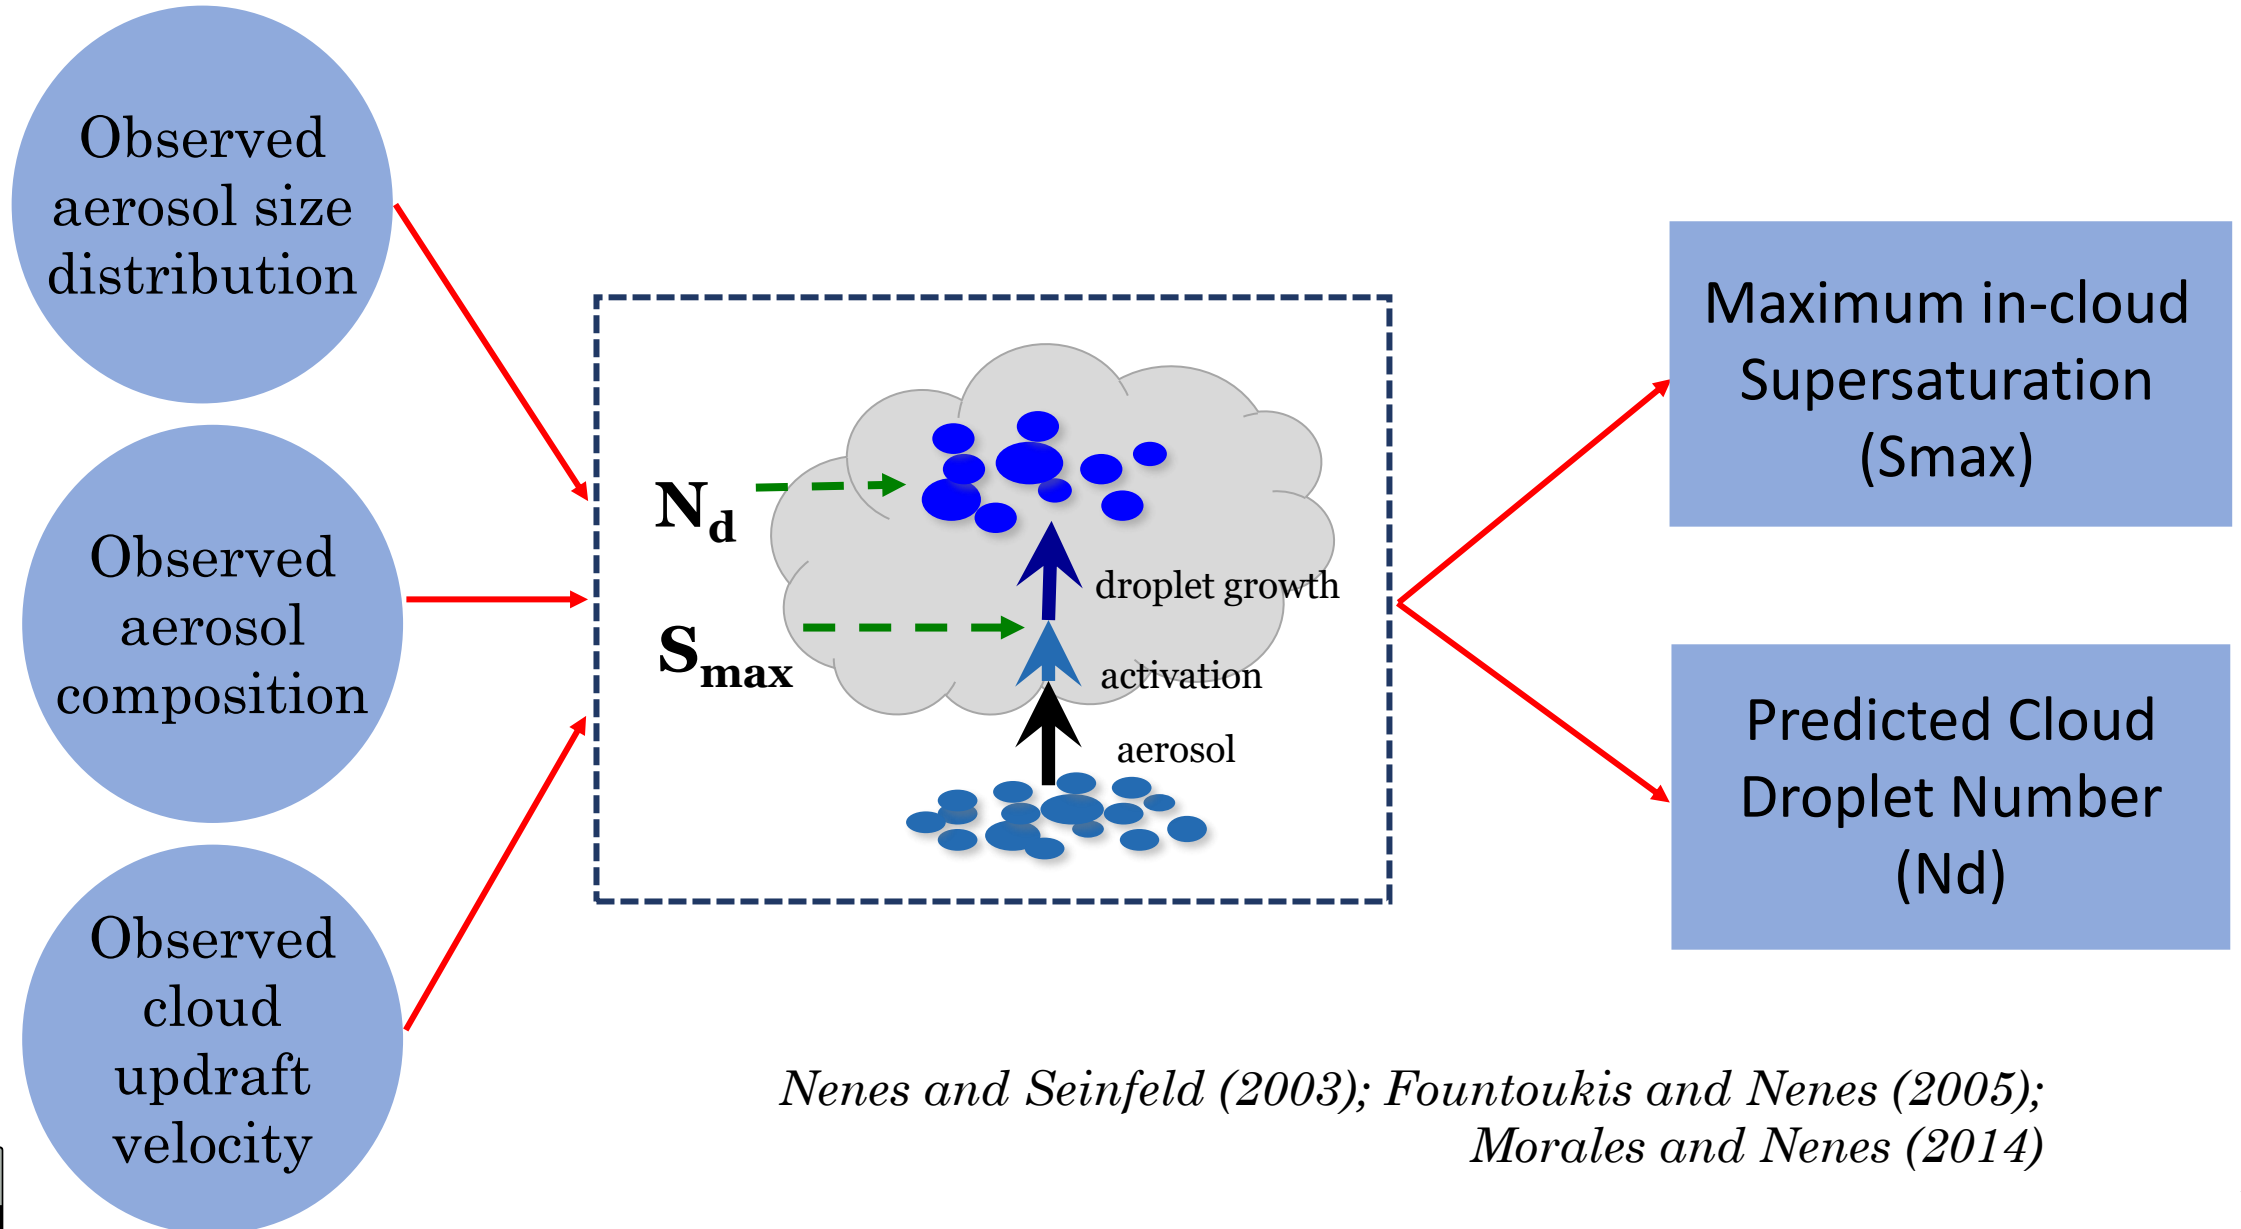 Observed
aerosol size
distribution
Observed
aerosol
composition
Observed
cloud
updraft
velocity
Nd
Smax
droplet growth
activation
aerosol
Maximum in-cloud
Supersaturation
(Smax)
Predicted Cloud
Droplet Number
(Nd)
Nenes and Seinfeld (2003); Fountoukis and Nenes (2005);
Morales and Nenes (2014)